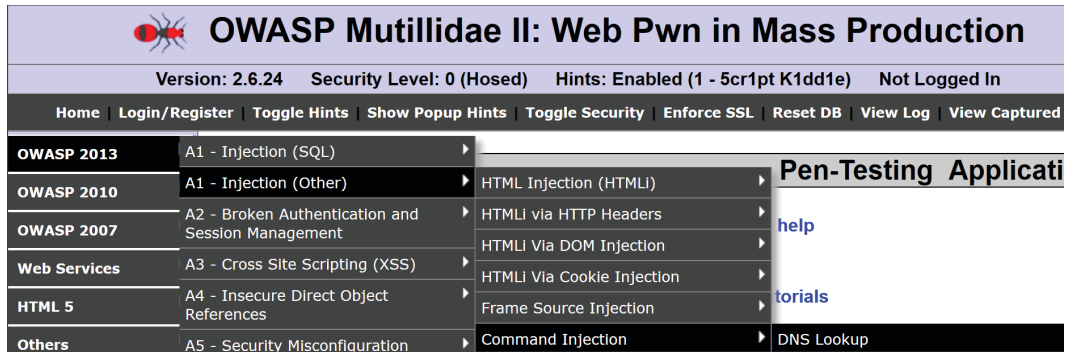 OWASP Mutillidae II: Web Pwn in Mass Production
Version: 2.6.24 Security Level: 0 (Hosed) Hints: Enabled (1 - 5cr1pt K1dd1e) Not Logged In
Home | Login/Register | Toggle Hints | Show Popup Hints | Toggle Security | Enforce SSL | Reset DB | View Log | View Captured
OWASP 2013
OWASP 2010
OWASP 2007
Web Services
HTML 5
Others
A1 - Injection (SQL)
A1 - Injection (Other)
A2 - Broken Authentication and
Session Management
A3 - Cross Site Scripting (XSS)
A4 - Insecure Direct Object
References
A5 - Security Misconfiguration
HTML Injection (HTMLi)
HTMLi via HTTP Headers
HTMLi Via DOM Injection
HTMLi Via Cookie Injection
Frame Source Injection
Command Injection
DNS Lookup
Pen-Testing Applicati
help
torials